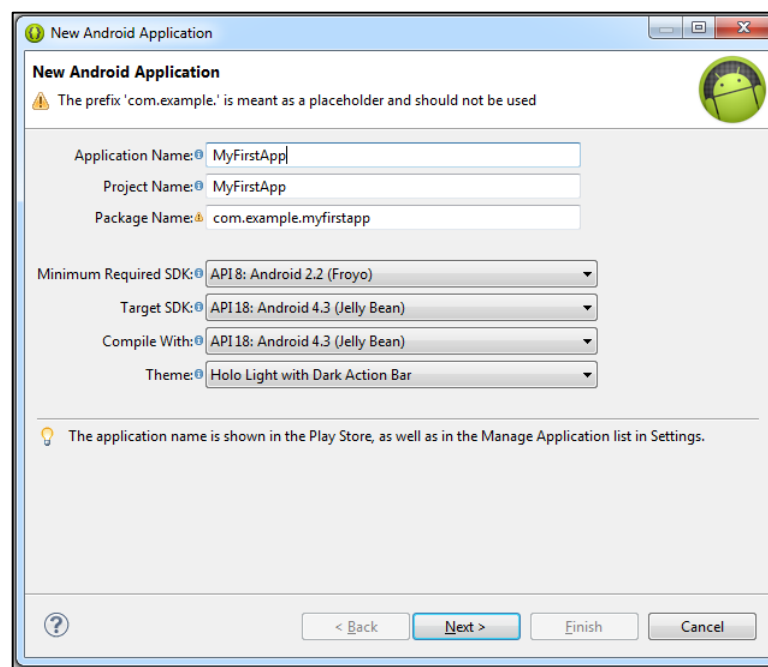 New Android Application
New Android Application
The prefix 'com.example.' is meant as a placeholder and should not be used
Application Name: MyFirstApp
Project Name: MyFirstApp
Package Name: com.example.myfirstapp
Minimum Required SDK: API 8: Android 2.2 (Froyo)
Target SDK: API 18: Android 4.3 (Jelly Bean)
Compile With: API 18: Android 4.3 (Jelly Bean)
Theme: Holo Light with Dark Action Bar
The application name is shown in the Play Store, as well as in the Manage Application list in Settings.
? < Back Next > Finish Cancel